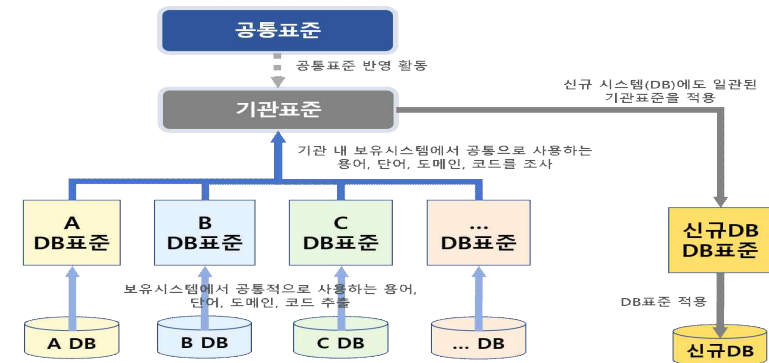 공통표준
공통표준 반영 활동
기관표준
신규 시스템(DB)에도 일관된
기관표준을 적용
기관 내 보유시스템에서 공통으로 사용하는
용어, 단어, 도메인, 코드를 조사
A
DB표준
B
DB표준
C
DB표준
...
DB표준
신규DB
DB표준
보유시스템에서 공통적으로 사용하는 용어,
단어, 도메인, 코드 추출
DB표준 적용
A DB
B DB
C DB
... DB
신규DB